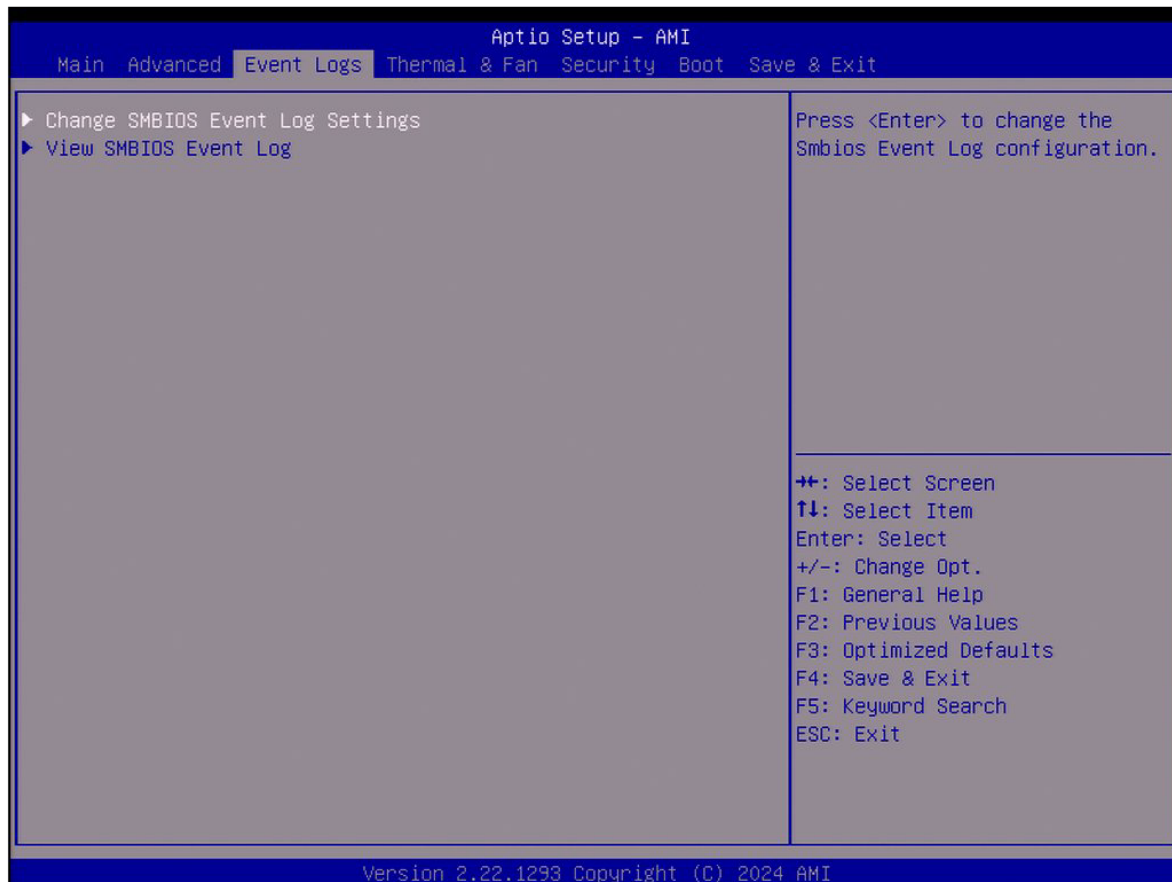 Aptio Setup – AMI
Main Advanced Event Logs Thermal & Fan Security Boot Save & Exit
▶ Change SMBIOS Event Log Settings
▶ View SMBIOS Event Log
Press <Enter> to change the
Smbios Event Log configuration.
→←: Select Screen
↑↓: Select Item
Enter: Select
+/-: Change Opt.
F1: General Help
F2: Previous Values
F3: Optimized Defaults
F4: Save & Exit
F5: Keyword Search
ESC: Exit
Version 2.22.1293 Copyright (C) 2024 AMI